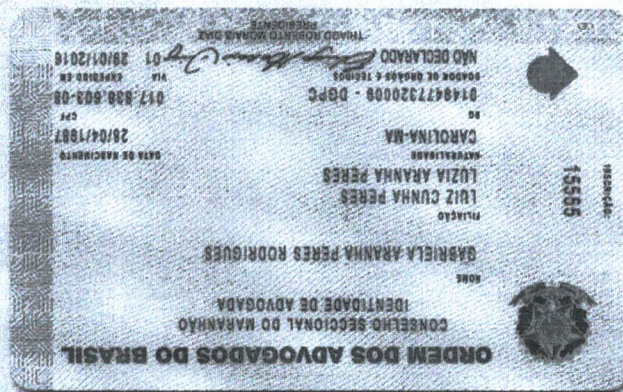 ORDEM DOS ADVOGADOS DO BRASIL
CONSELHO SECCIONAL DO MARANHÃO
IDENTIDADE DE ADVOGADA
NOME
GABRIELA ARANHA PERES RODRIGUES
FILIAÇÃO
LUIZ CUNHA PERES
LUZIA ARANHA PERES
NATURALIDADE DATA DE NASCIMENTO
CAROLINA-MA 28/04/1987
RG CPF
0149477320009 - DGPC 017.838.603-08
DOADOR DE ÓRGÃOS E TECIDOS VIA EXPEDIDO EM
NÃO DECLARADO 01 29/01/2016
THIAGO ROBERTO MORAIS DIAZ
PRESIDENTE
INSCRIÇÃO:
15565